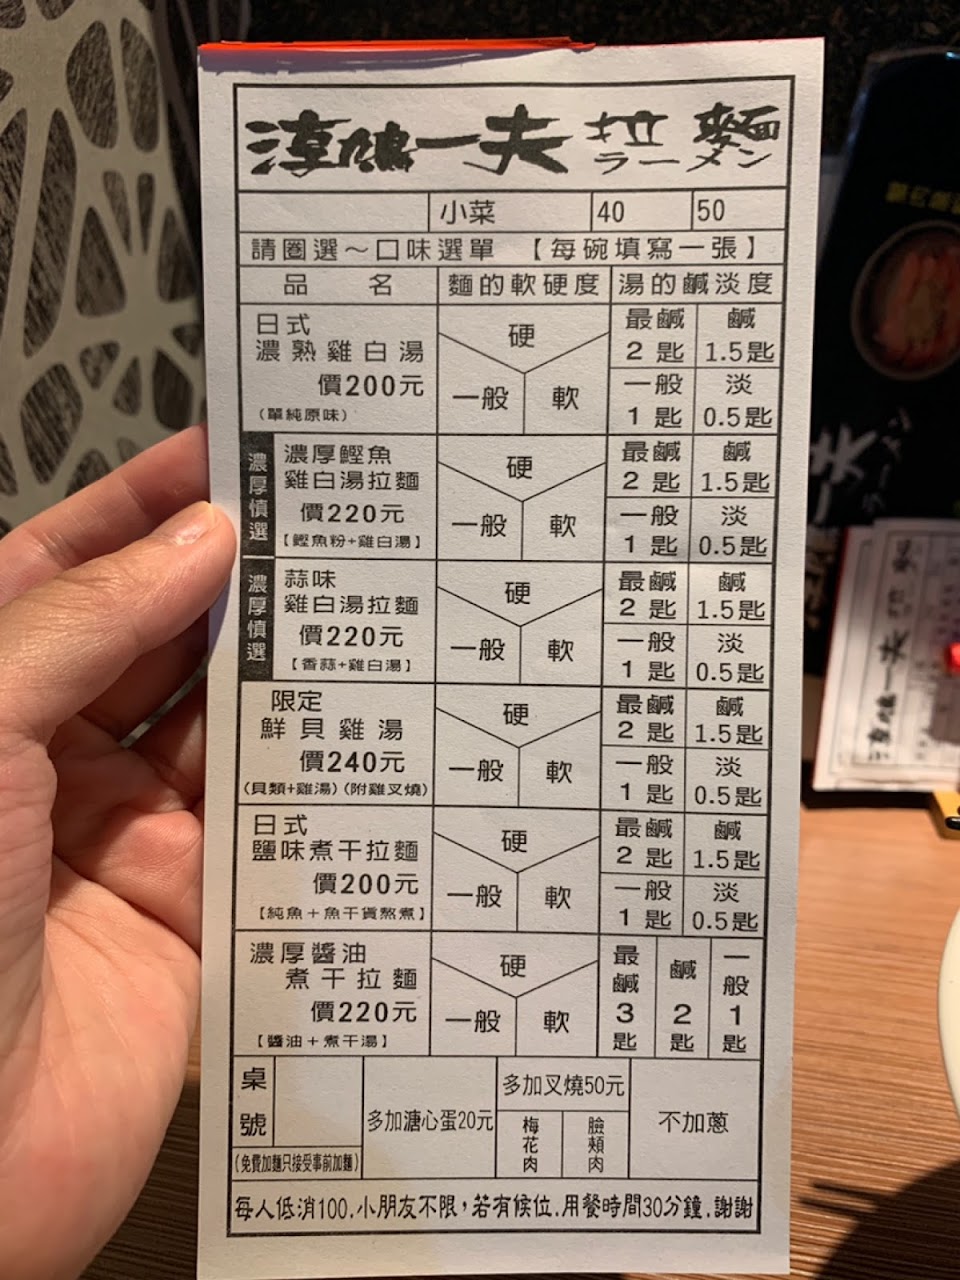 淳鳩一夫 拉麵
ラーメン
小菜 40 50
請圈選～口味選單 【每碗填寫一張】
品名 麵的軟硬度 湯的鹹淡度
日式
濃熟雞白湯
價200元
(單純原味)
硬
一般 軟
最鹹 鹹
2 匙 1.5匙
一般 淡
1 匙 0.5匙
濃厚慎選
濃厚鰹魚
雞白湯拉麵
價220元
【鰹魚粉+雞白湯】
硬
一般 軟
最鹹 鹹
2 匙 1.5匙
一般 淡
1 匙 0.5匙
濃厚慎選
蒜味
雞白湯拉麵
價220元
【香蒜+雞白湯】
硬
一般 軟
最鹹 鹹
2 匙 1.5匙
一般 淡
1 匙 0.5匙
限定
鮮貝雞湯
價240元
(貝類+雞湯)(附雞叉燒)
硬
一般 軟
最鹹 鹹
2 匙 1.5匙
一般 淡
1 匙 0.5匙
日式
鹽味煮干拉麵
價200元
【純魚+魚干貨熬煮】
硬
一般 軟
最鹹 鹹
2 匙 1.5匙
一般 淡
1 匙 0.5匙
濃厚醬油
煮干拉麵
價220元
【醬油+煮干湯】
硬
一般 軟
最鹹3匙 鹹2匙 一般1匙
桌號
(免費加麵只接受事前加麵)
多加溏心蛋20元
多加叉燒50元
梅花肉 臉頰肉
不加蔥
每人低消100.小朋友不限，若有候位.用餐時間30分鐘.謝謝